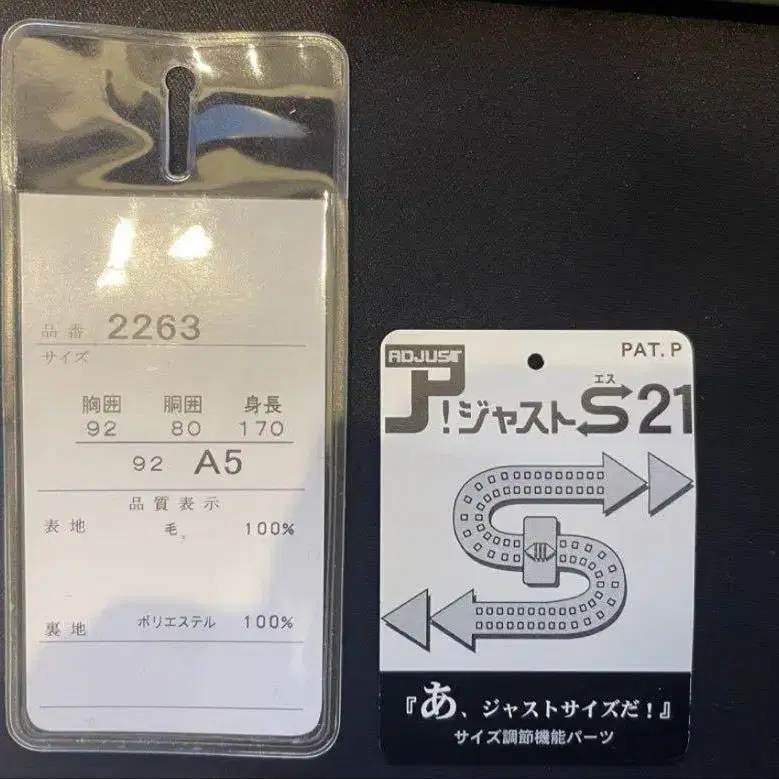 品番 2263
サイズ
胸囲 胴囲 身長
92 80 170
92 A5
品質表示
表地 毛 100%
裏地 ポリエステル 100%
ADJUST
PAT. P
エス
ア!ジャストS21
『あ、ジャストサイズだ!』
サイズ調節機能パーツ